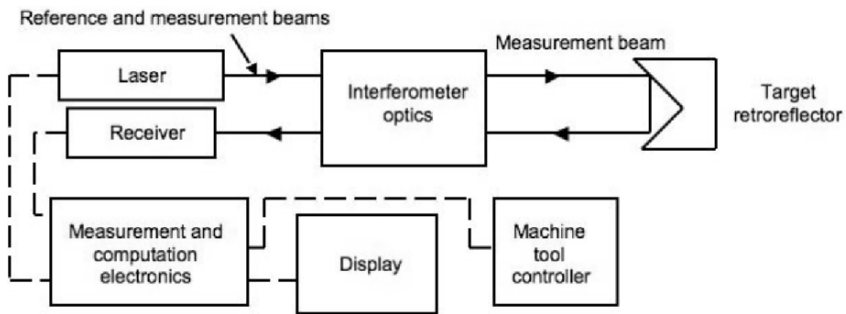 Reference and measurement beams
Measurement beam
Laser
Interferometer
optics
Target
retroreflector
Receiver
Measurement and
computation
electronics
Display
Machine
tool
controller